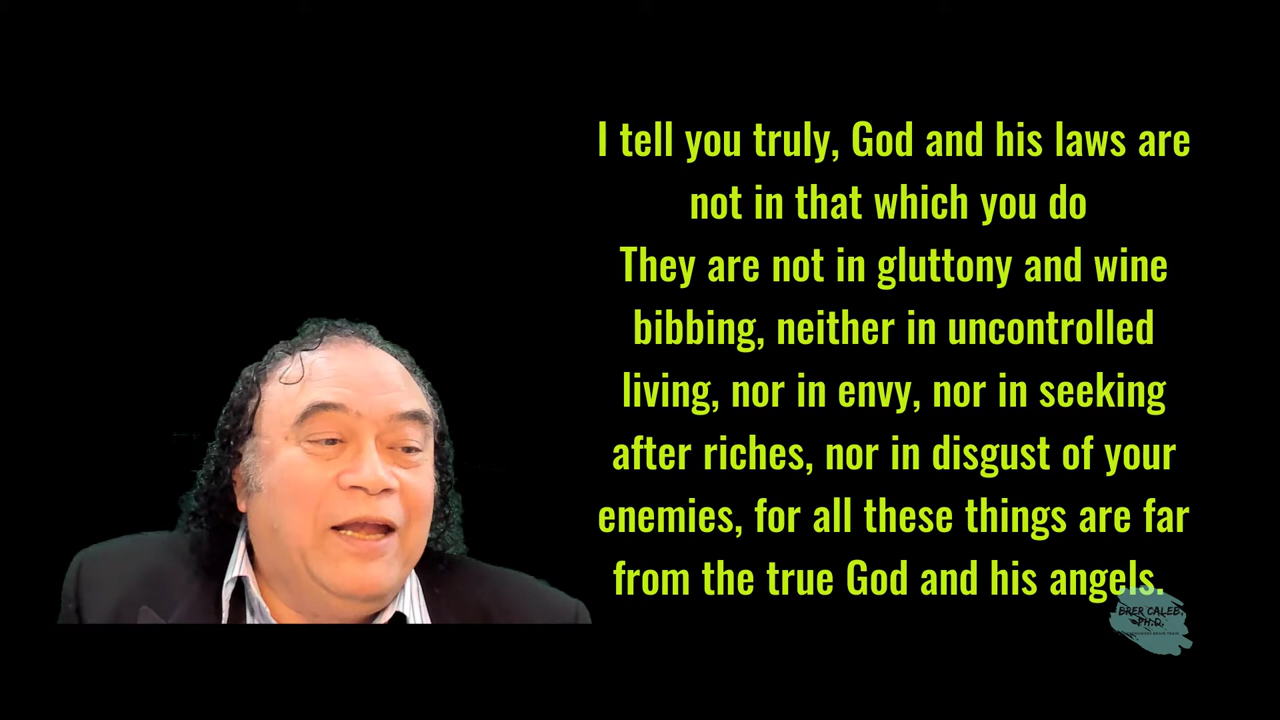 I tell you truly, God and his laws are
not in that which you do
They are not in gluttony and wine
bibbing, neither in uncontrolled
living, nor in envy, nor in seeking
after riches, nor in disgust of your
enemies, for all these things are far
from the true God and his angels.
BRER CALEB,
PH.D.